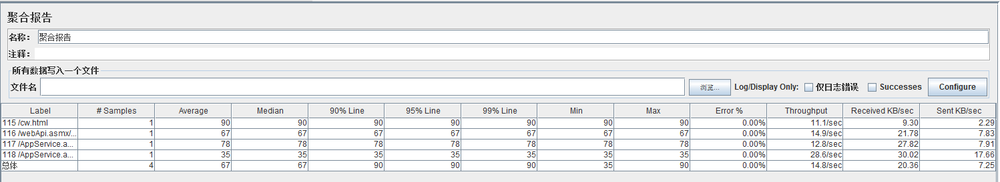 聚合报告
名称： 聚合报告
注释：
所有数据写入一个文件
文件名 浏览... Log/Display Only: 仅日志错误 Successes Configure
Label # Samples Average Median 90% Line 95% Line 99% Line Min Max Error % Throughput Received KB/sec Sent KB/sec
115 /cw.html 1 90 90 90 90 90 90 90 0.00% 11.1/sec 9.30 2.29
116 /webApi.asmx/... 1 67 67 67 67 67 67 67 0.00% 14.9/sec 21.78 7.83
117 /AppService.a... 1 78 78 78 78 78 78 78 0.00% 12.8/sec 27.82 7.91
118 /AppService.a... 1 35 35 35 35 35 35 35 0.00% 28.6/sec 30.02 17.66
总体 4 67 67 90 90 90 35 90 0.00% 14.8/sec 20.36 7.25